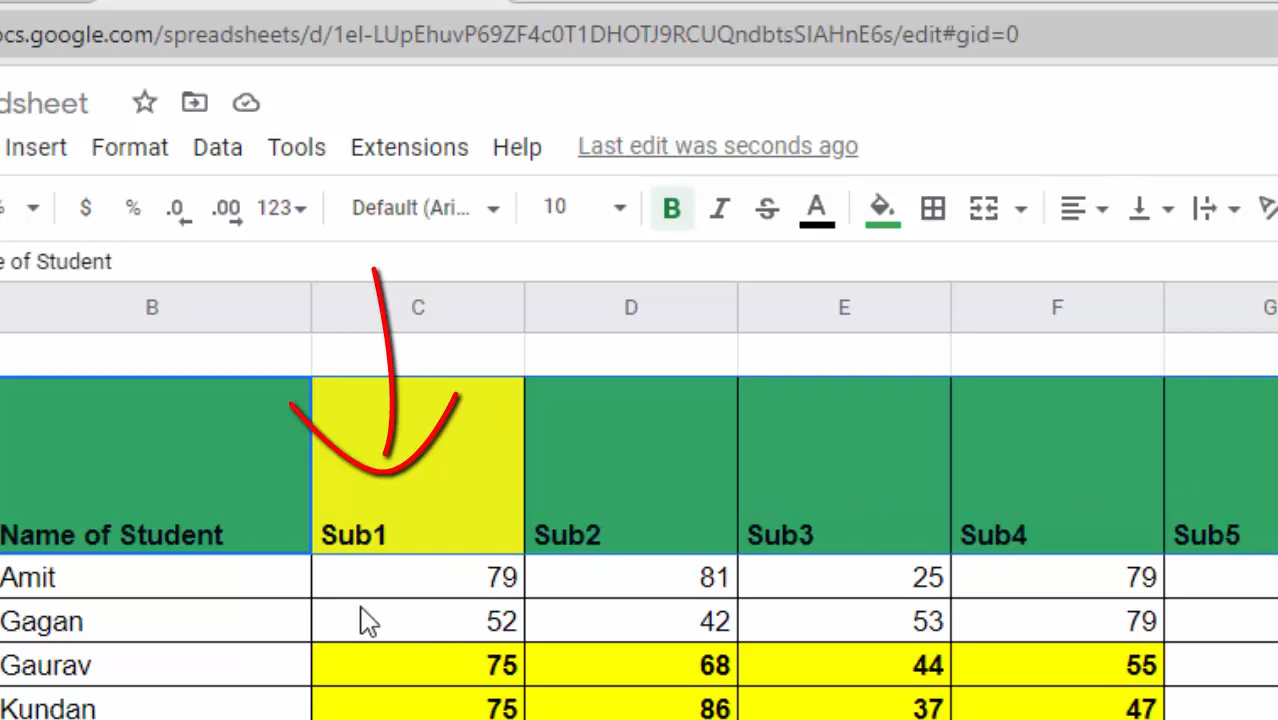 ocs.google.com/spreadsheets/d/1eI-LUpEhuvP69ZF4c0T1DHOTJ9RCUQndbtsSIAHnE6s/edit#gid=0
dsheet
Insert Format Data Tools Extensions Help Last edit was seconds ago
% $ % .0 .00 123 Default (Ari... 10 B I S A
e of Student
B C D E F G
Name of Student Sub1 Sub2 Sub3 Sub4 Sub5
Amit 79 81 25 79
Gagan 52 42 53 79
Gaurav 75 68 44 55
Kundan 75 86 37 47